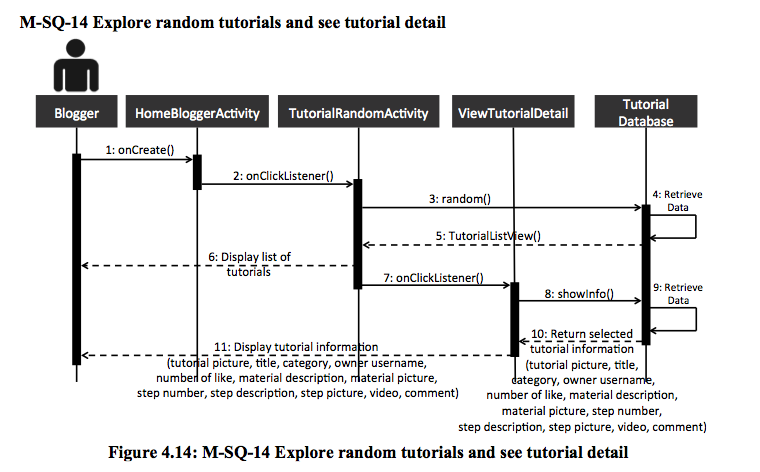 M-SQ-14 Explore random tutorials and see tutorial detail
Blogger
HomeBloggerActivity
TutorialRandomActivity
ViewTutorialDetail
Tutorial
Database
1: onCreate()
2: onClickListener()
3: random()
4: Retrieve
Data
5: TutorialListView()
6: Display list of
tutorials
7: onClickListener()
8: showInfo()
9: Retrieve
Data
10: Return selected
tutorial information
(tutorial picture, title,
category, owner username,
number of like, material description,
material picture, step number,
step description, step picture, video, comment)
11: Display tutorial information
(tutorial picture, title, category, owner username,
number of like, material description, material picture,
step number, step description, step picture, video, comment)
Figure 4.14: M-SQ-14 Explore random tutorials and see tutorial detail